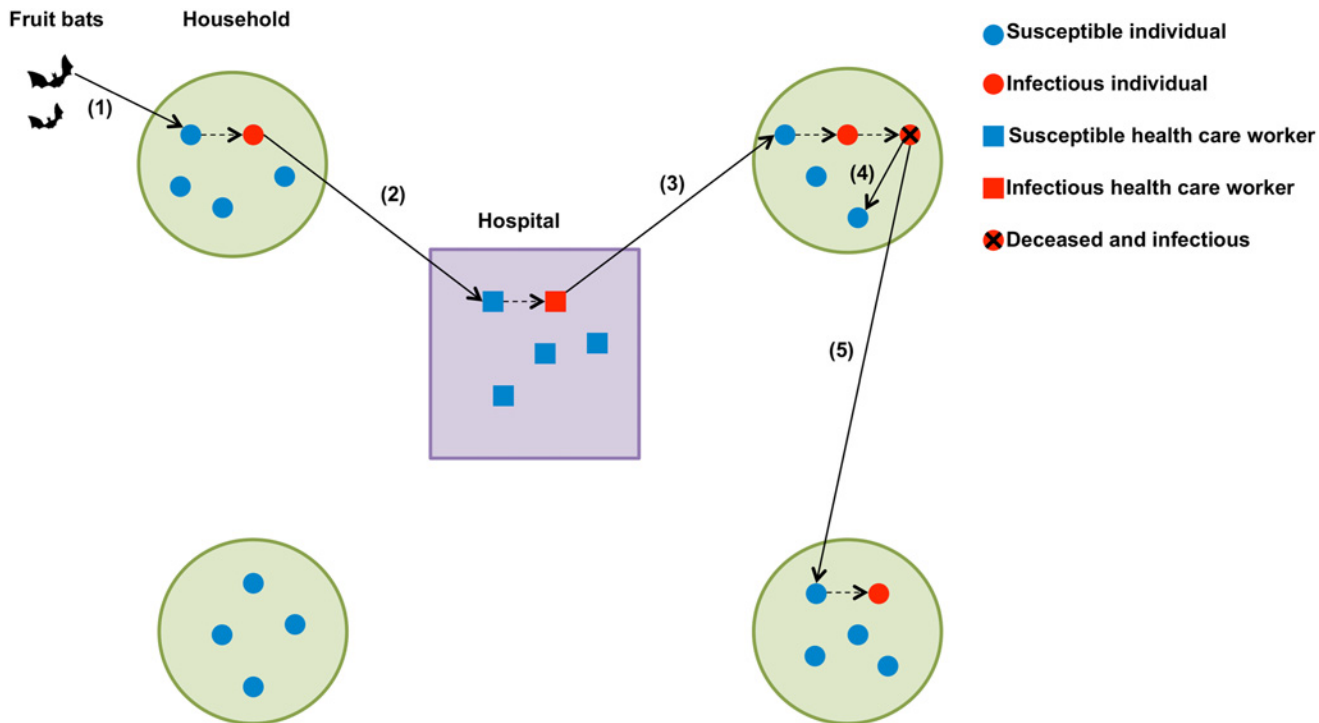 Fruit bats
Household
(1)
(2)
Hospital
(3)
(4)
(5)
Susceptible individual
Infectious individual
Susceptible health care worker
Infectious health care worker
Deceased and infectious